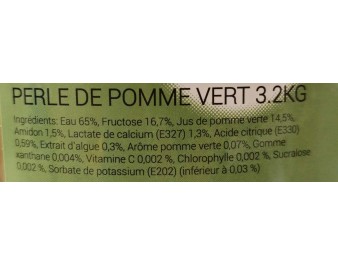 PERLE DE POMME VERT 3.2KG
Ingrédients: Eau 65%, Fructose 16,7%, Jus de pomme verte 14,5%,
Amidon 1,5%, Lactate de calcium (E327) 1,3%, Acide citrique (E330)
0,59%, Extrait d'algue 0,3%, Arôme pomme verte 0,07%, Gomme
xanthane 0,004%, Vitamine C 0,002 %, Chlorophylle 0,002 %, Sucralose
0,002 %, Sorbate de potassium (E202) (inférieur à 0,03 %)